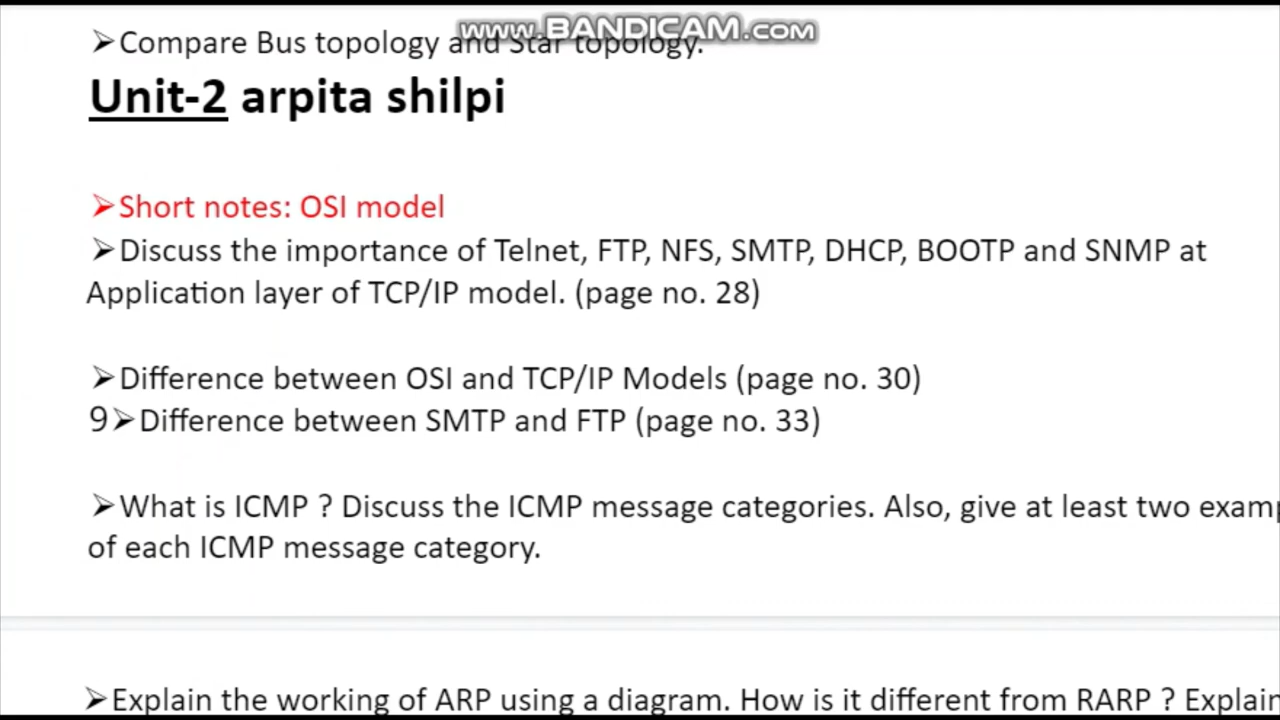 www.BANDICAM.com
➤Compare Bus topology and Star topology.
Unit-2 arpita shilpi
➤Short notes: OSI model
➤Discuss the importance of Telnet, FTP, NFS, SMTP, DHCP, BOOTP and SNMP at
Application layer of TCP/IP model. (page no. 28)
➤Difference between OSI and TCP/IP Models (page no. 30)
9➤Difference between SMTP and FTP (page no. 33)
➤What is ICMP ? Discuss the ICMP message categories. Also, give at least two examp
of each ICMP message category.
➤Explain the working of ARP using a diagram. How is it different from RARP ? Explain